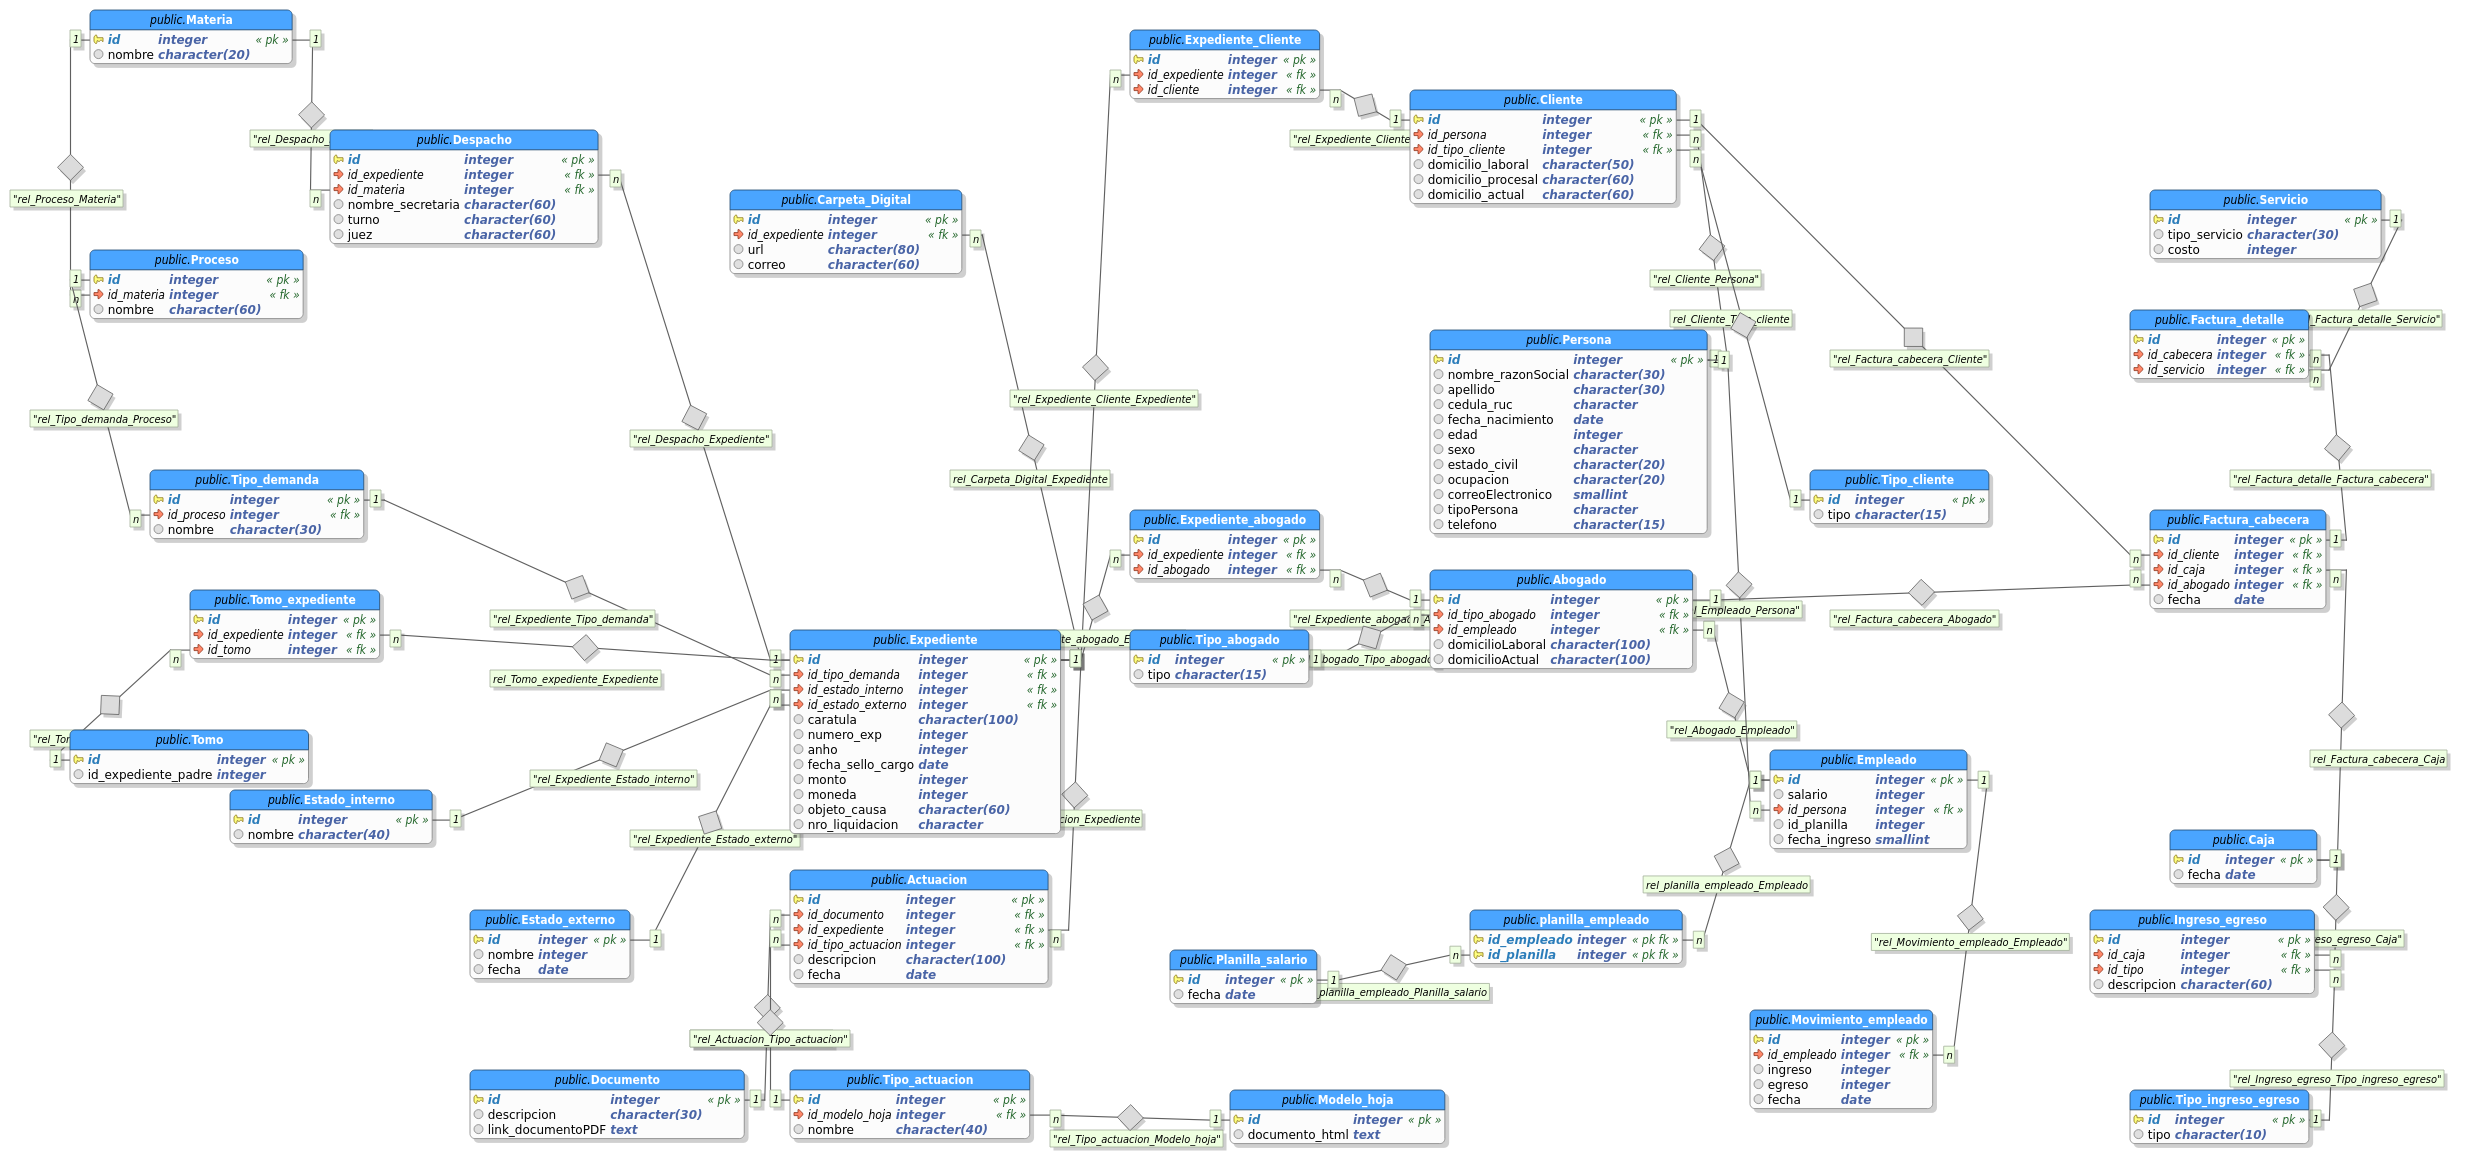 public.Materia
id integer « pk »
nombre character(20)
1
1
"rel_Proceso_Materia"
"rel_Despacho_
public.Despacho
id integer « pk »
id_expediente integer « fk »
id_materia integer « fk »
nombre_secretaria character(60)
turno character(60)
juez character(60)
n
n
public.Proceso
id integer « pk »
id_materia integer « fk »
nombre character(60)
1
n
"rel_Tipo_demanda_Proceso"
public.Tipo_demanda
id integer « pk »
id_proceso integer « fk »
nombre character(30)
n
1
"rel_Despacho_Expediente"
"rel_Expediente_Tipo_demanda"
public.Tomo_expediente
id integer « pk »
id_expediente integer « fk »
id_tomo integer « fk »
n
n
rel_Tomo_expediente_Expediente
"rel_Tom
public.Tomo
id integer « pk »
id_expediente_padre integer
1
public.Estado_interno
id integer « pk »
nombre character(40)
1
"rel_Expediente_Estado_interno"
"rel_Expediente_Estado_externo"
public.Estado_externo
id integer « pk »
nombre integer
fecha date
1
public.Carpeta_Digital
id integer « pk »
id_expediente integer « fk »
url character(80)
correo character(60)
n
rel_Carpeta_Digital_Expediente
public.Expediente
id integer « pk »
id_tipo_demanda integer « fk »
id_estado_interno integer « fk »
id_estado_externo integer « fk »
caratula character(100)
numero_exp integer
anho integer
fecha_sello_cargo date
monto integer
moneda integer
objeto_causa character(60)
nro_liquidacion character
1
n
n
1
cion_Expediente
public.Actuacion
id integer « pk »
id_documento integer « fk »
id_expediente integer « fk »
id_tipo_actuacion integer « fk »
descripcion character(100)
fecha date
n
n
n
"rel_Actuacion_Tipo_actuacion"
public.Documento
id integer « pk »
descripcion character(30)
link_documentoPDF text
1
public.Tipo_actuacion
id integer « pk »
id_modelo_hoja integer « fk »
nombre character(40)
1
n
"rel_Tipo_actuacion_Modelo_hoja"
public.Modelo_hoja
id integer « pk »
documento_html text
1
public.Expediente_Cliente
id integer « pk »
id_expediente integer « fk »
id_cliente integer « fk »
n
n
"rel_Expediente_Cliente
"rel_Expediente_Cliente_Expediente"
public.Cliente
id integer « pk »
id_persona integer « fk »
id_tipo_cliente integer « fk »
domicilio_laboral character(50)
domicilio_procesal character(60)
domicilio_actual character(60)
1
1
n
n
"rel_Cliente_Persona"
rel_Cliente_T
cliente
"rel_Factura_cabecera_Cliente"
public.Persona
id integer « pk »
nombre_razonSocial character(30)
apellido character(30)
cedula_ruc character
fecha_nacimiento date
edad integer
sexo character
estado_civil character(20)
ocupacion character(20)
correoElectronico smallint
tipoPersona character
telefono character(15)
1
1
public.Tipo_cliente
id integer « pk »
tipo character(15)
1
public.Expediente_abogado
id integer « pk »
id_expediente integer « fk »
id_abogado integer « fk »
n
n
te_abogado_E
"rel_Expediente_abogado_A
public.Tipo_abogado
id integer « pk »
tipo character(15)
1
bogado_Tipo_abogado
public.Abogado
id integer « pk »
id_tipo_abogado integer « fk »
id_empleado integer « fk »
domicilioLaboral character(100)
domicilioActual character(100)
1
n
1
n
l_Empleado_Persona"
"rel_Factura_cabecera_Abogado"
"rel_Abogado_Empleado"
public.Empleado
id integer « pk »
salario integer
id_persona integer « fk »
id_planilla integer
fecha_ingreso smallint
1
n
1
rel_planilla_empleado_Empleado
public.planilla_empleado
id_empleado integer « pk fk »
id_planilla integer « pk fk »
n
n
public.Planilla_salario
id integer « pk »
fecha date
1
planilla_empleado_Planilla_salario
"rel_Movimiento_empleado_Empleado"
public.Movimiento_empleado
id integer « pk »
id_empleado integer « fk »
ingreso integer
egreso integer
fecha date
n
public.Servicio
id integer « pk »
tipo_servicio character(30)
costo integer
1
_Factura_detalle_Servicio"
public.Factura_detalle
id integer « pk »
id_cabecera integer « fk »
id_servicio integer « fk »
n
n
"rel_Factura_detalle_Factura_cabecera"
public.Factura_cabecera
id integer « pk »
id_cliente integer « fk »
id_caja integer « fk »
id_abogado integer « fk »
fecha date
n
n
1
n
rel_Factura_cabecera_Caja
public.Caja
id integer « pk »
fecha date
1
eso_egreso_Caja"
public.Ingreso_egreso
id integer « pk »
id_caja integer « fk »
id_tipo integer « fk »
descripcion character(60)
n
n
"rel_Ingreso_egreso_Tipo_ingreso_egreso"
public.Tipo_ingreso_egreso
id integer « pk »
tipo character(10)
1